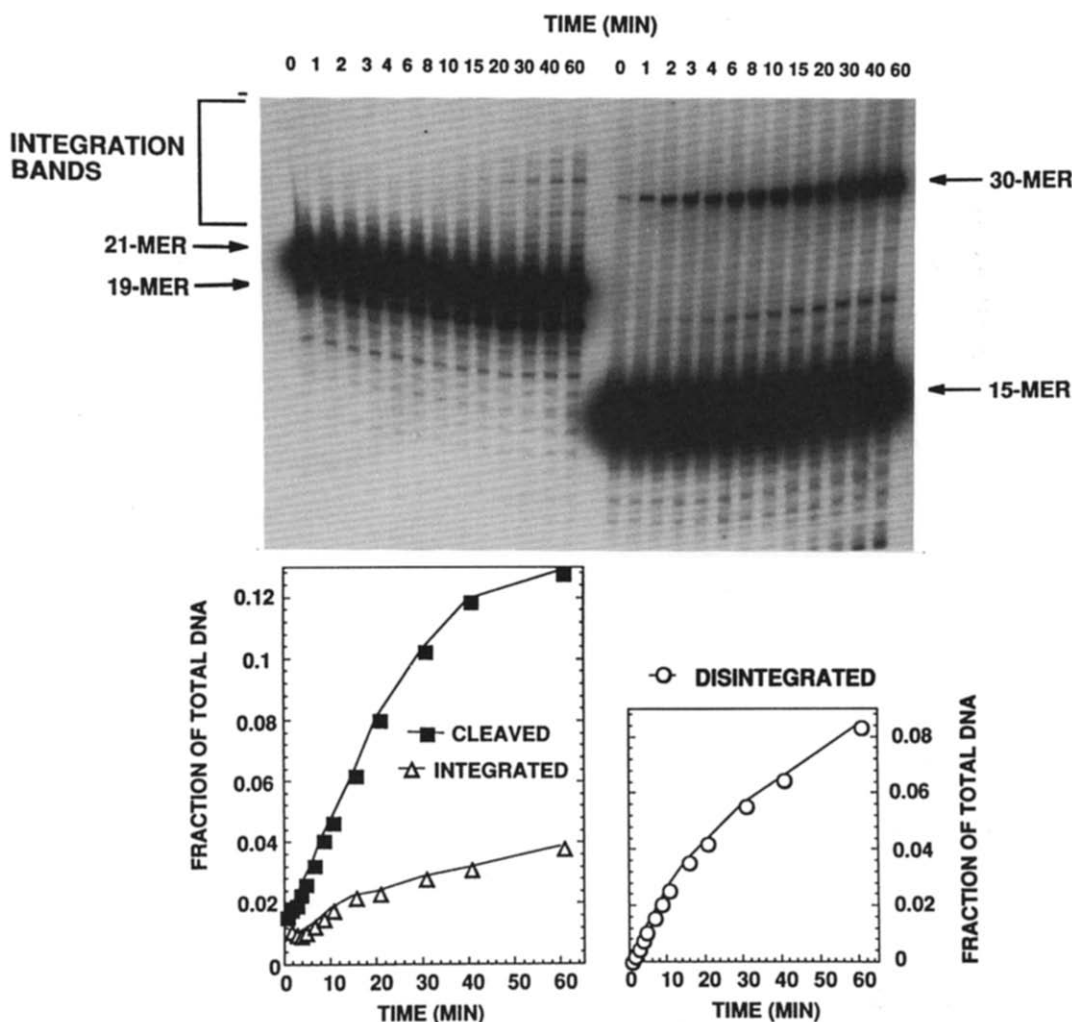 TIME (MIN)
0 1 2 3 4 6 8 10 15 20 30 40 60 0 1 2 3 4 6 8 10 15 20 30 40 60
INTEGRATION
BANDS
21-MER
19-MER
30-MER
15-MER
FRACTION OF TOTAL DNA
0.12
0.1
0.08
0.06
0.04
0.02
0
CLEAVED
INTEGRATED
0 10 20 30 40 50 60
TIME (MIN)
DISINTEGRATED
0.08
0.06
0.04
0.02
0
FRACTION OF TOTAL DNA
0 10 20 30 40 50 60
TIME (MIN)